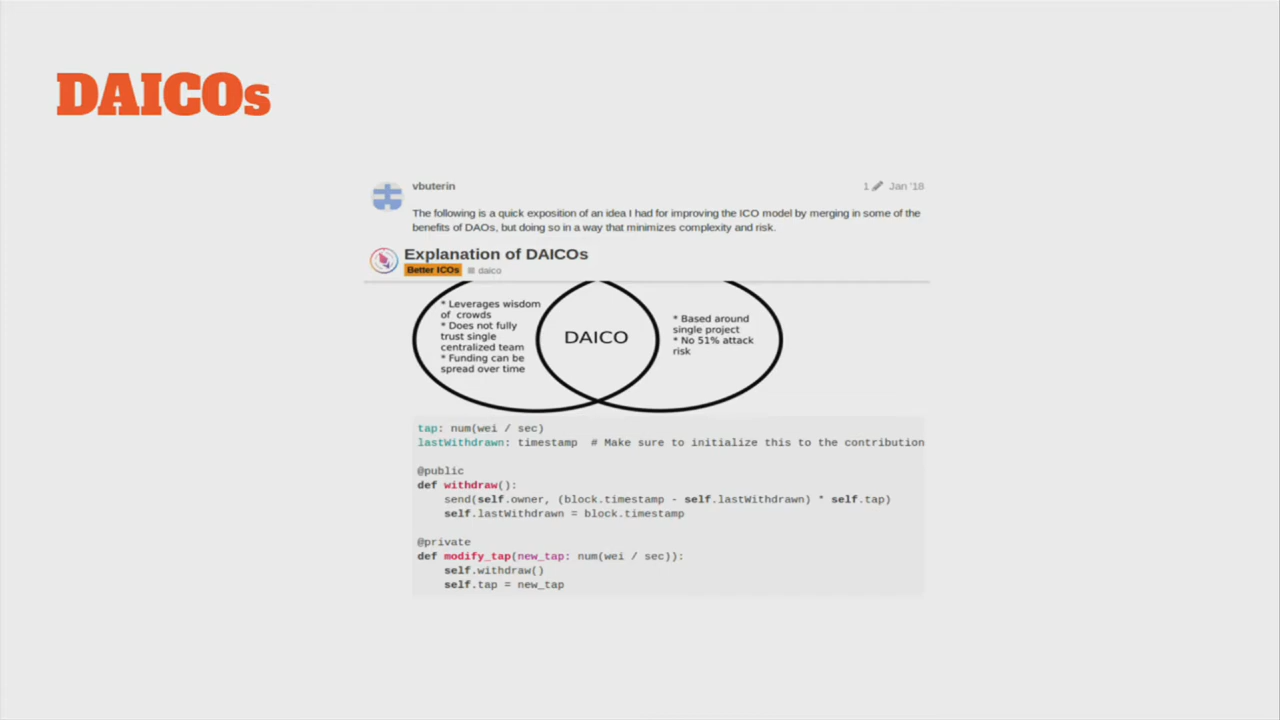 DAICOs
vbuterin
1 Jan '18
The following is a quick exposition of an idea I had for improving the ICO model by merging in some of the
benefits of DAOs, but doing so in a way that minimizes complexity and risk.
Explanation of DAICOs
Better ICOs daico
* Leverages wisdom
of crowds
* Does not fully
trust single
centralized team
* Funding can be
spread over time
DAICO
* Based around
single project
* No 51% attack
risk
tap: num(wei / sec)
lastWithdrawn: timestamp  # Make sure to initialize this to the contribution
@public
def withdraw():
    send(self.owner, (block.timestamp - self.lastWithdrawn) * self.tap)
    self.lastWithdrawn = block.timestamp
@private
def modify_tap(new_tap: num(wei / sec)):
    self.withdraw()
    self.tap = new_tap